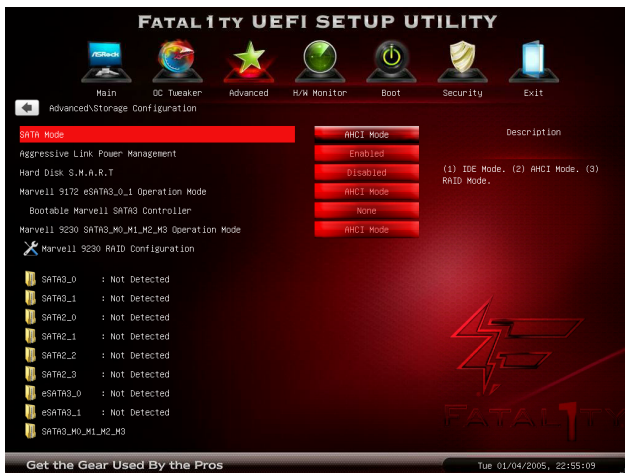 FATAL1TY UEFI SETUP UTILITY
ASRock
Main OC Tweaker Advanced H/W Monitor Boot Security Exit
Advanced\Storage Configuration
SATA Mode AHCI Mode
Description
Aggressive Link Power Management Enabled
Hard Disk S.M.A.R.T Disabled
(1) IDE Mode. (2) AHCI Mode. (3)
RAID Mode.
Marvell 9172 eSATA3_0_1 Operation Mode AHCI Mode
Bootable Marvell SATA3 Controller None
Marvell 9230 SATA3_M0_M1_M2_M3 Operation Mode AHCI Mode
Marvell 9230 RAID Configuration
SATA3_0 : Not Detected
SATA3_1 : Not Detected
SATA2_0 : Not Detected
SATA2_1 : Not Detected
SATA2_2 : Not Detected
SATA2_3 : Not Detected
eSATA3_0 : Not Detected
eSATA3_1 : Not Detected
SATA3_M0_M1_M2_M3
FATAL1TY
Get the Gear Used By the Pros
Tue 01/04/2005, 22:55:09